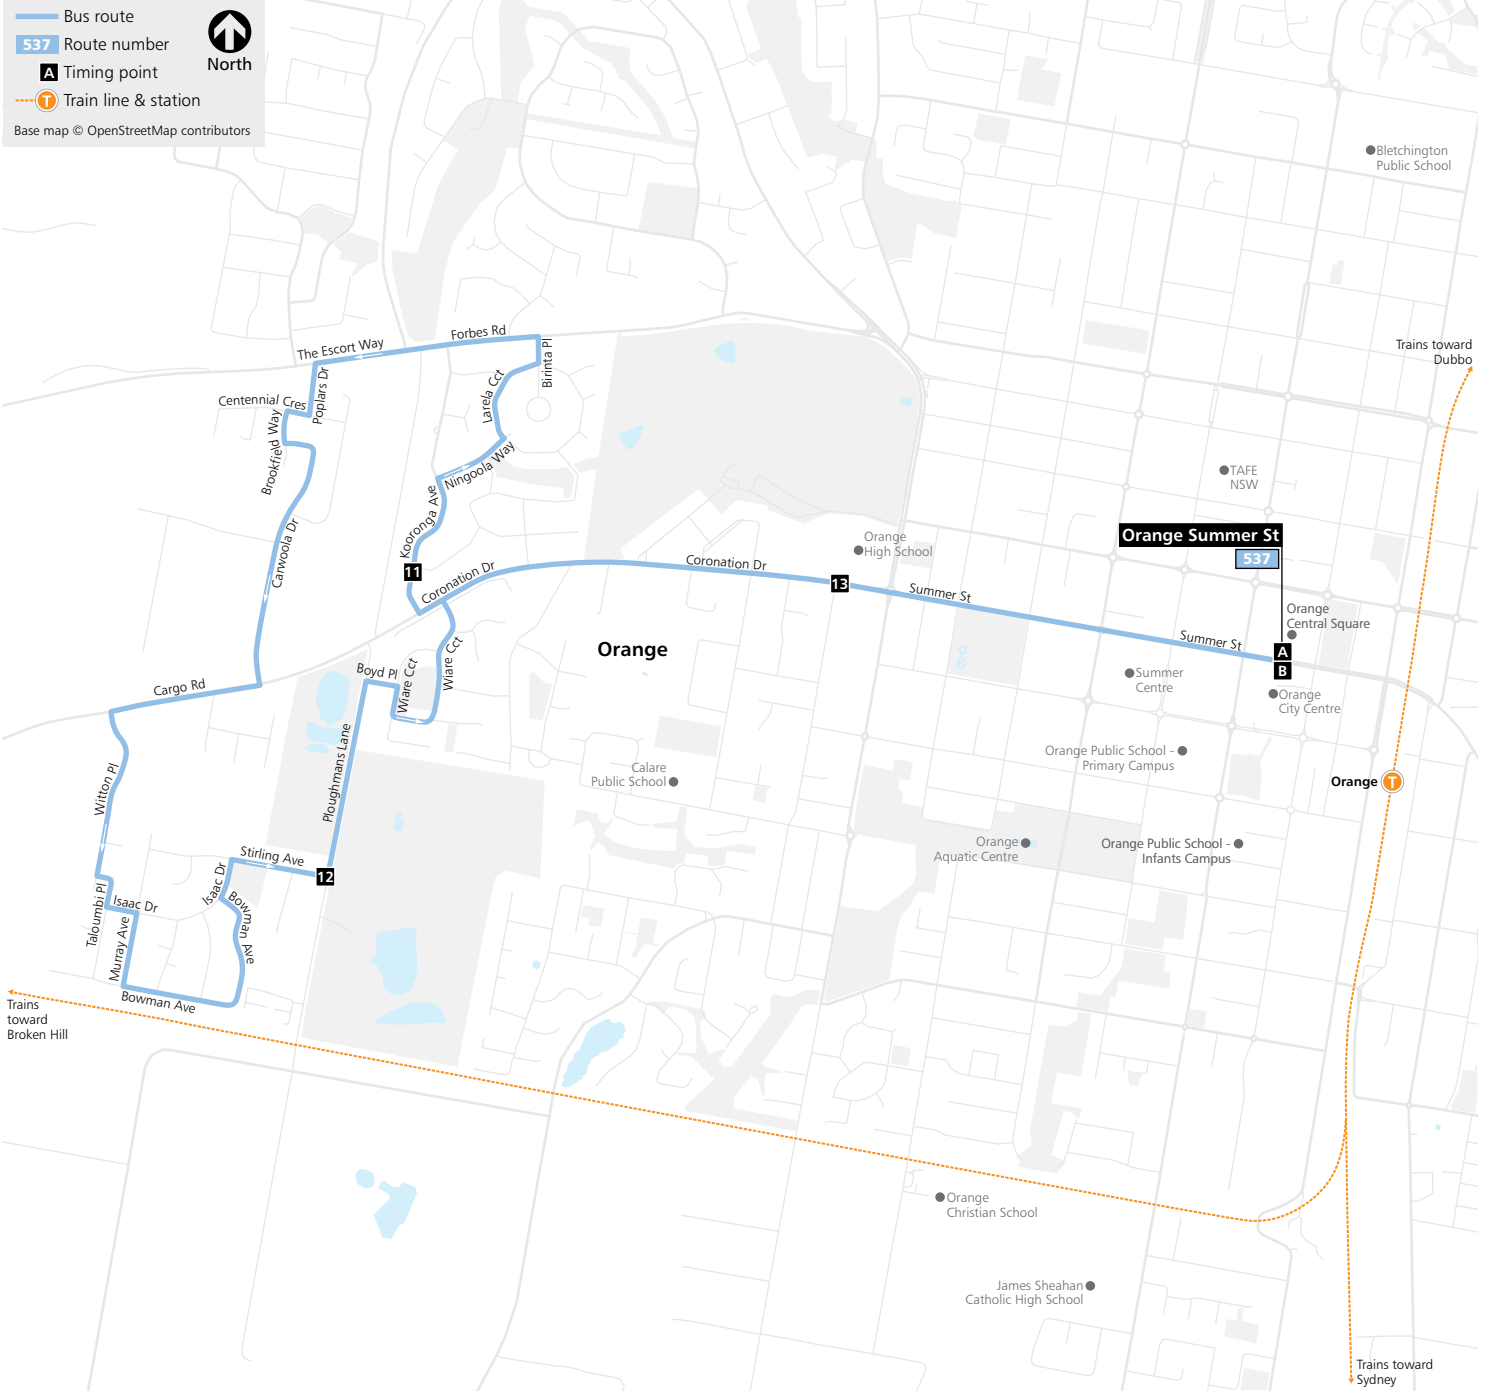 Bus route
537 Route number
A Timing point
T Train line & station
Base map © OpenStreetMap contributors
North
Bletchington
Public School
Forbes Rd
The Escort Way
Birinta Pl
Larela Cct
Poplars Dr
Centennial Cres
Brookfield Way
Ningoola Way
Kooronga Ave
Carwoola Dr
11
Coronation Dr
Coronation Dr
Orange
High School
13
Summer St
Summer St
Trains toward
Dubbo
TAFE
NSW
Orange Summer St
537
Orange
Central Square
A
B
Summer
Centre
Orange
City Centre
Orange
Wiare Cct
Wiare Cct
Boyd Pl
Cargo Rd
Ploughmans Lane
Witton Pl
Calare
Public School
Orange Public School -
Primary Campus
Orange T
Orange
Aquatic Centre
Orange Public School -
Infants Campus
Stirling Ave
12
Isaac Dr
Bowman Ave
Taloumbi Pl
Isaac Dr
Murray Ave
Bowman Ave
Trains
toward
Broken Hill
Orange
Christian School
James Sheahan
Catholic High School
Trains toward
Sydney